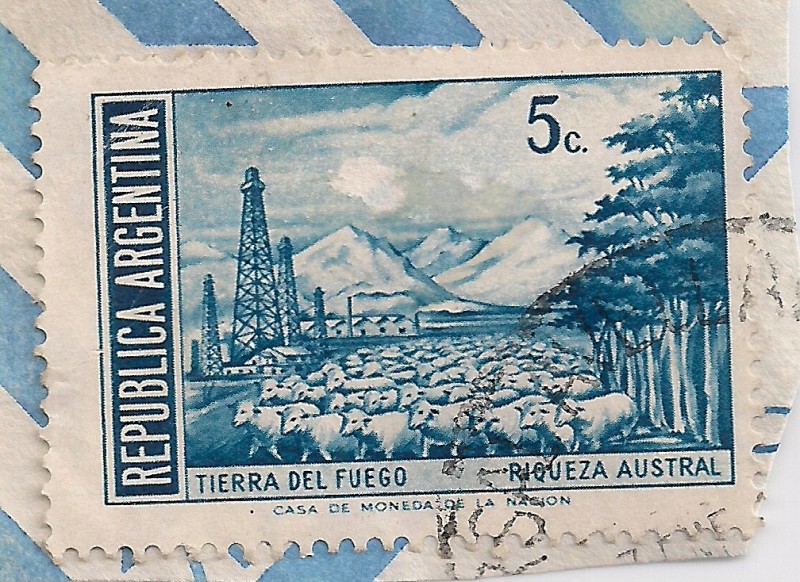 REPUBLICA ARGENTINA
5c.
TIERRA DEL FUEGO RIQUEZA AUSTRAL
CASA DE MONEDA DE LA NACION